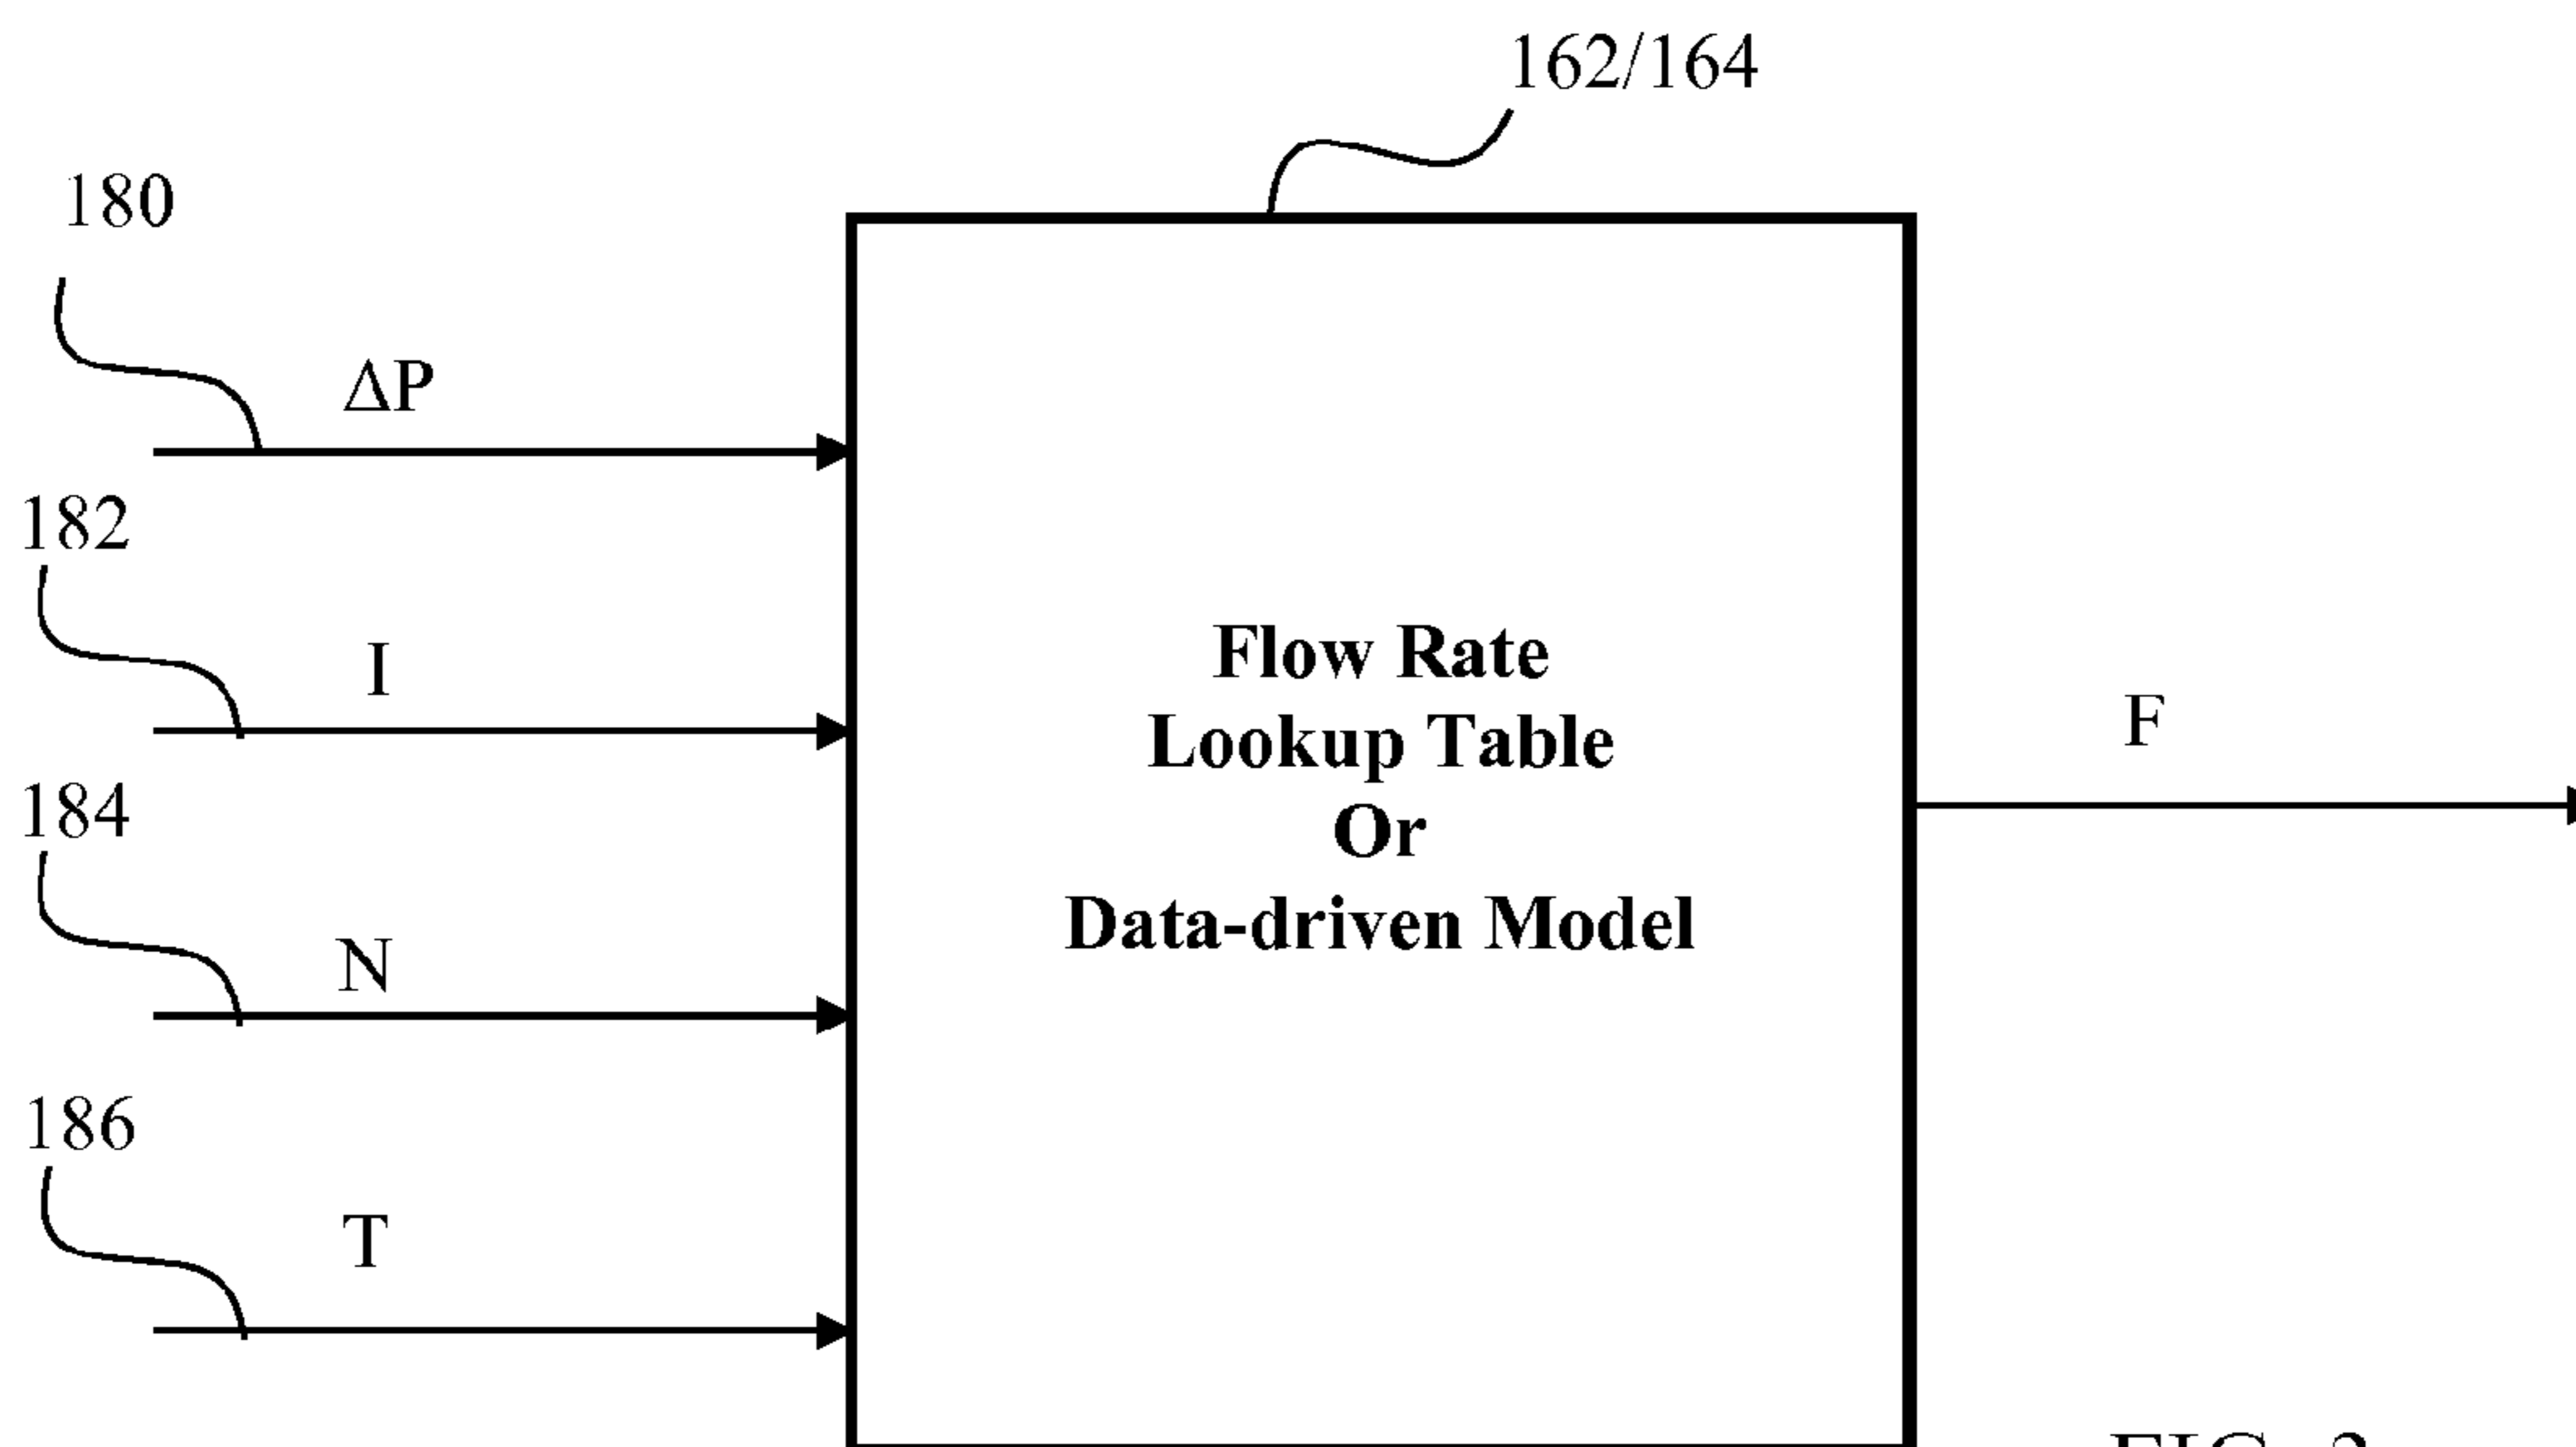 162/164
180
ΔP
182
I
184
N
186
T
Flow Rate
Lookup Table
Or
Data-driven Model
F